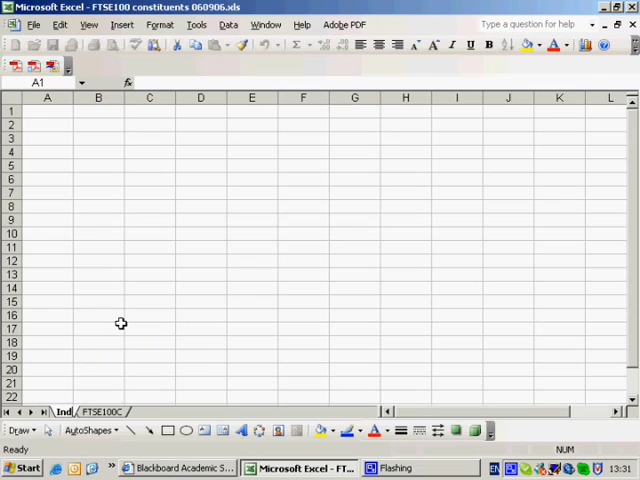 Microsoft Excel - FTSE100 constituents 060906.xls
File Edit View Insert Format Tools Data Window Help Adobe PDF
Type a question for help
A1 fx
A B C D E F G H I J K L
1
2
3
4
5
6
7
8
9
10
11
12
13
14
15
16
17
18
19
20
21
22
Ind FTSE100C
Draw AutoShapes
Ready NUM
Start Blackboard Academic S... Microsoft Excel - FT... Flashing EN 13:31